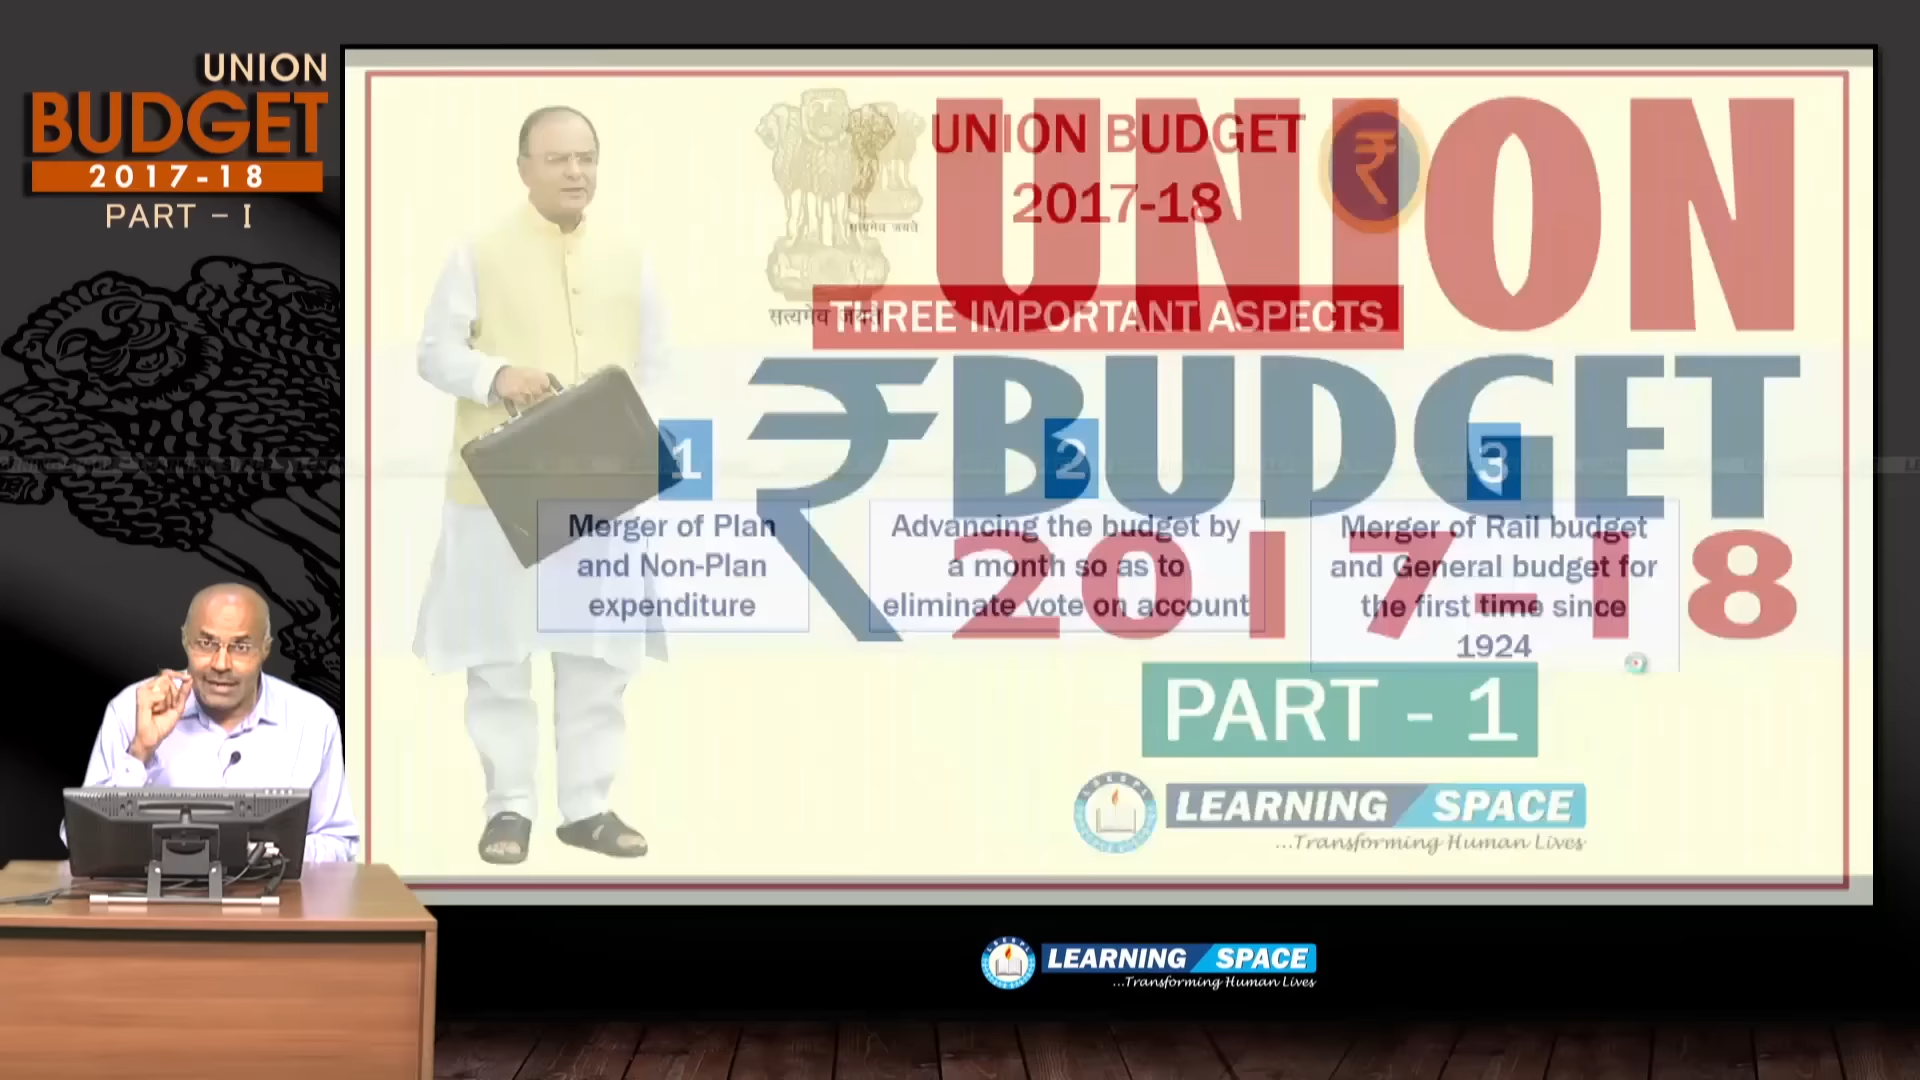 UNION
BUDGET
2017-18
PART – I
UNION BUDGET
2017-18
सत्यमेव जयते
THREE IMPORTANT ASPECTS
1
Merger of Plan
and Non-Plan
expenditure
2
Advancing the budget by
a month so as to
eliminate vote on account
3
Merger of Rail budget
and General budget for
the first time since
1924
सत्यमेव जयते
UNION
BUDGET
2017-18
PART - 1
LEARNING SPACE
...Transforming Human Lives
LEARNING SPACE
...Transforming Human Lives